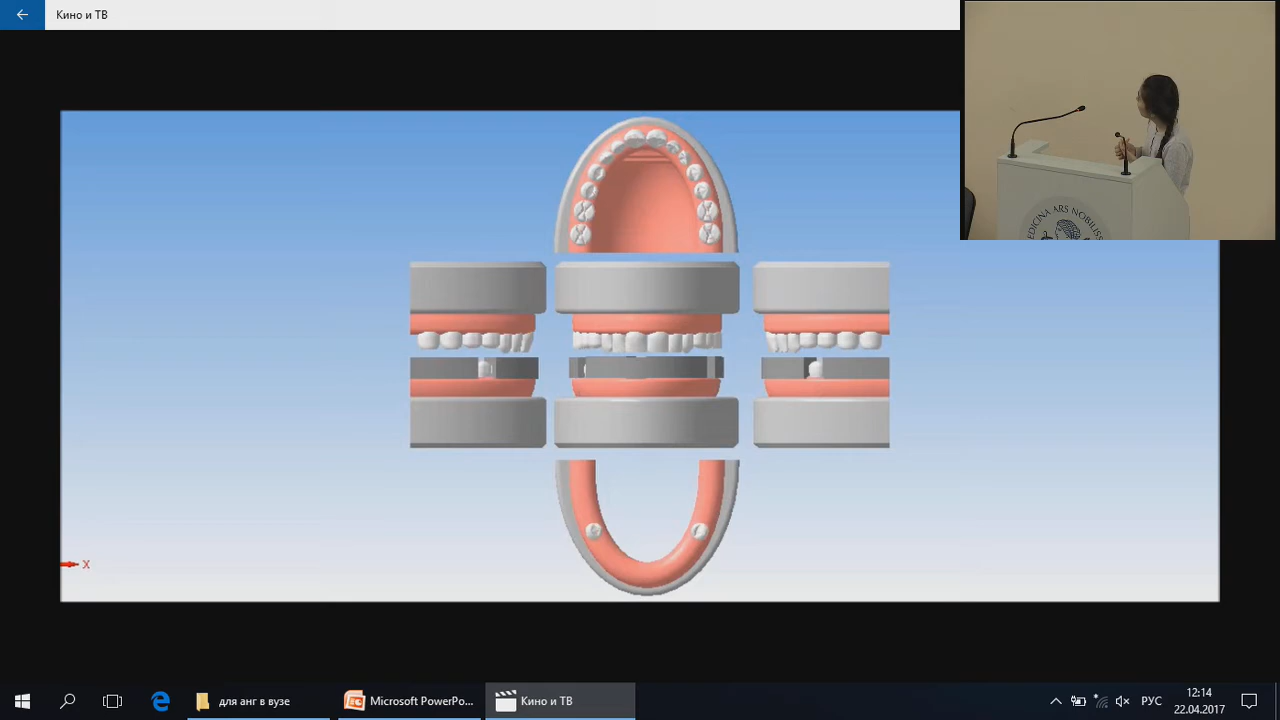 Кино и ТВ
MEDICINA ARS NOBILISS
X
для анг в вузе
Microsoft PowerPo...
Кино и ТВ
РУС
12:14
22.04.2017